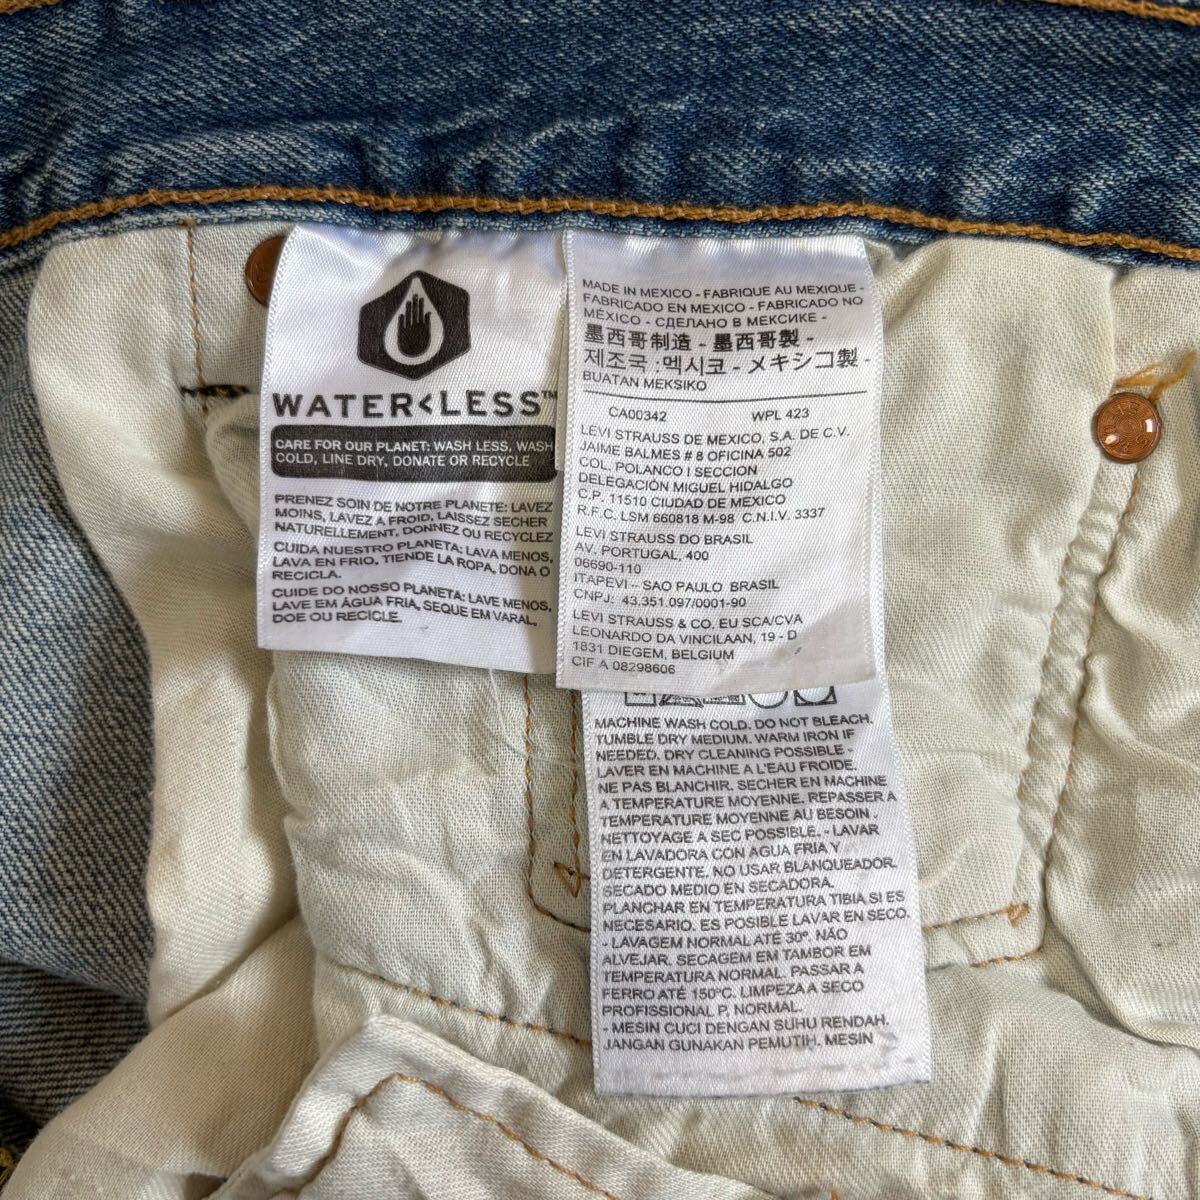 WATER<LESS™
CARE FOR OUR PLANET: WASH LESS, WASH
COLD, LINE DRY, DONATE OR RECYCLE
PRENEZ SOIN DE NOTRE PLANETE: LAVEZ
MOINS, LAVEZ A FROID, LAISSEZ SECHER
NATURELLEMENT, DONNEZ OU RECYCLEZ
CUIDA NUESTRO PLANETA: LAVA MENOS,
LAVA EN FRIO, TIENDE LA ROPA, DONA O
RECICLA.
CUIDE DO NOSSO PLANETA: LAVE MENOS,
LAVE EM ÁGUA FRIA, SEQUE EM VARAL,
DOE OU RECICLE.
MADE IN MEXICO - FABRIQUE AU MEXIQUE -
FABRICADO EN MEXICO - FABRICADO NO
MÉXICO - СДЕЛАНО В МЕКСИКЕ -
墨西哥制造 - 墨西哥製 -
제조국 :멕시코 - メキシコ製 -
BUATAN MEKSIKO
CA00342 WPL 423
LEVI STRAUSS DE MEXICO, S.A. DE C.V.
JAIME BALMES # 8 OFICINA 502
COL. POLANCO I SECCION
DELEGACIÓN MIGUEL HIDALGO
C.P. 11510 CIUDAD DE MEXICO
R.F.C. LSM 660818 M-98 C.N.I.V. 3337
LEVI STRAUSS DO BRASIL
AV. PORTUGAL, 400
06690-110
ITAPEVI - SAO PAULO BRASIL
CNPJ: 43.351.097/0001-90
LEVI STRAUSS & CO. EU SCA/CVA
LEONARDO DA VINCILAAN, 19 - D
1831 DIEGEM, BELGIUM
CIF A 08298606
MACHINE WASH COLD. DO NOT BLEACH.
TUMBLE DRY MEDIUM. WARM IRON IF
NEEDED. DRY CLEANING POSSIBLE -
LAVER EN MACHINE A L'EAU FROIDE.
NE PAS BLANCHIR. SECHER EN MACHINE
A TEMPERATURE MOYENNE. REPASSER A
TEMPERATURE MOYENNE AU BESOIN .
NETTOYAGE A SEC POSSIBLE. - LAVAR
EN LAVADORA CON AGUA FRIA Y
DETERGENTE. NO USAR BLANQUEADOR.
SECADO MEDIO EN SECADORA.
PLANCHAR EN TEMPERATURA TIBIA SI ES
NECESARIO. ES POSIBLE LAVAR EN SECO.
- LAVAGEM NORMAL ATÉ 30º. NÃO
ALVEJAR. SECAGEM EM TAMBOR EM
TEMPERATURA NORMAL. PASSAR A
FERRO ATÉ 150ºC. LIMPEZA A SECO
PROFISSIONAL P, NORMAL.
- MESIN CUCI DENGAN SUHU RENDAH.
JANGAN GUNAKAN PEMUTIH. MESIN